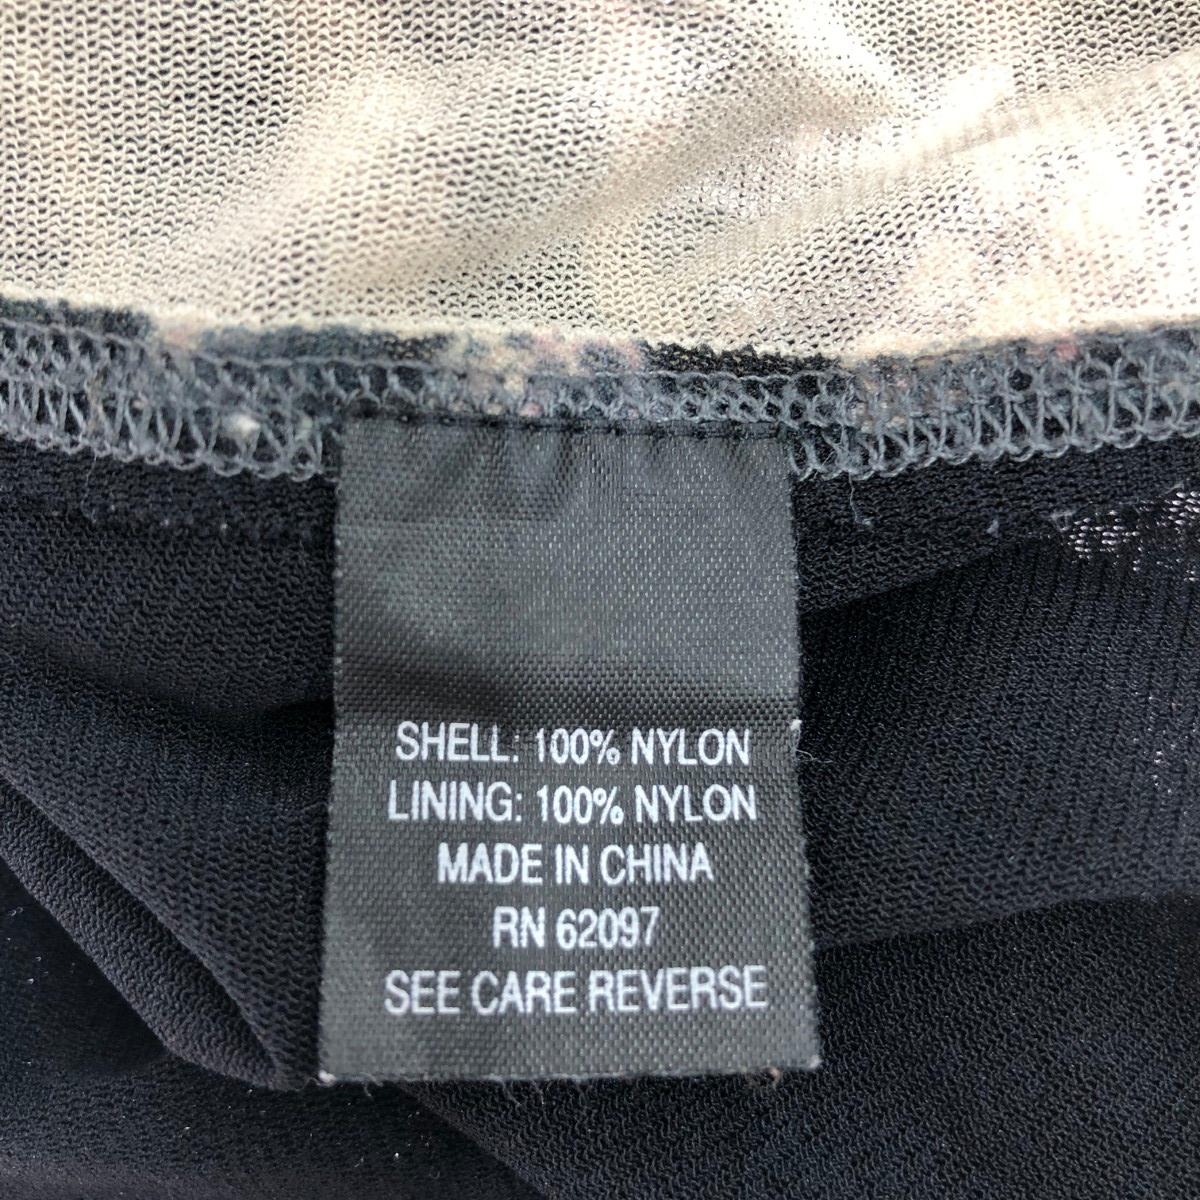 SHELL: 100% NYLON
LINING: 100% NYLON
MADE IN CHINA
RN 62097
SEE CARE REVERSE